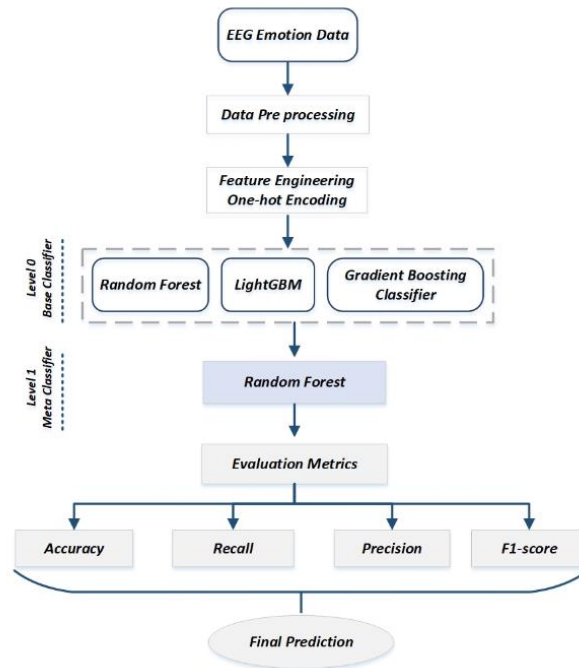 EEG Emotion Data
Data Pre processing
Feature Engineering
One-hot Encoding
Level 0
Base Classifier
Random Forest
LightGBM
Gradient Boosting
Classifier
Level 1
Meta Classifier
Random Forest
Evaluation Metrics
Accuracy
Recall
Precision
F1-score
Final Prediction